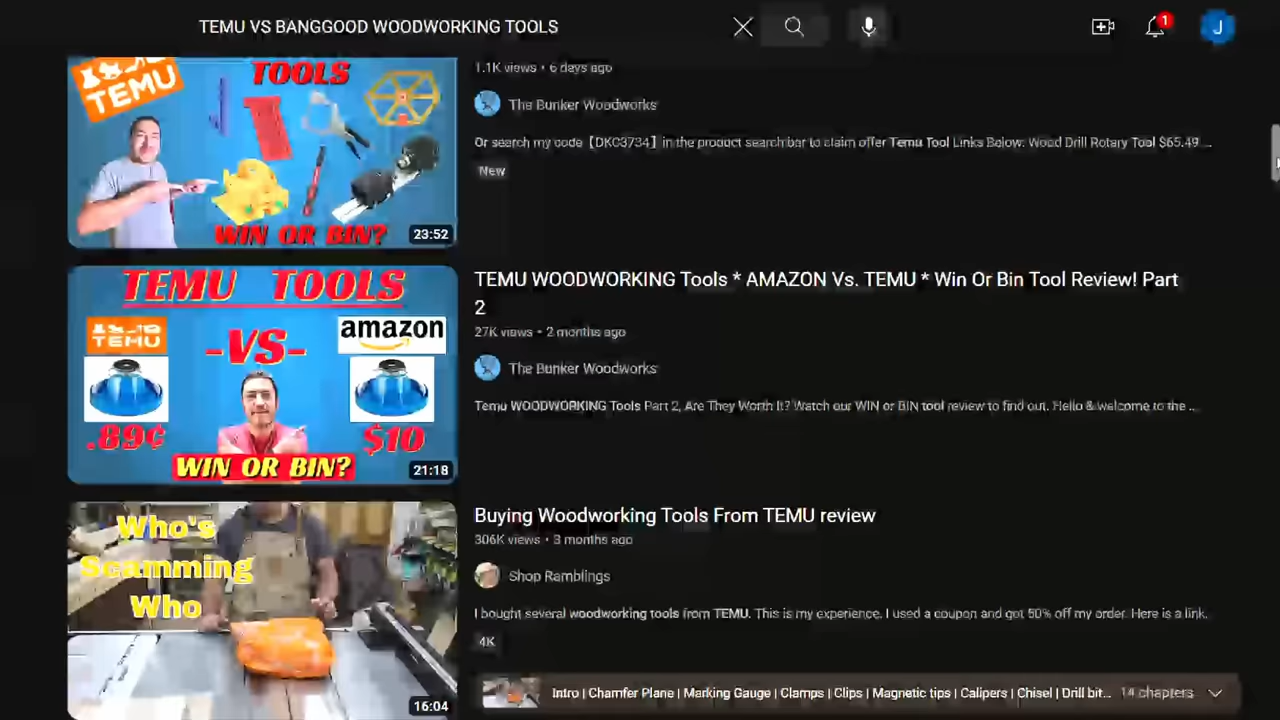 TEMU VS BANGGOOD WOODWORKING TOOLS
1
J
TEMU
TOOLS
WIN OR BIN?
23:52
1.1K views • 6 days ago
The Bunker Woodworks
Or search my code 【DKC3734】 in the product search bar to claim offer Temu Tool Links Below: Wood Drill Rotary Tool $65.49 ...
New
TEMU TOOLS
TEMU
-VS-
amazon
.89¢
$10
WIN OR BIN?
21:18
TEMU WOODWORKING Tools * AMAZON Vs. TEMU * Win Or Bin Tool Review! Part
2
27K views • 2 months ago
The Bunker Woodworks
Temu WOODWORKING Tools Part 2, Are They Worth It? Watch our WIN or BIN tool review to find out. Hello & welcome to the ...
Who's
Scamming
Who
16:04
Buying Woodworking Tools From TEMU review
306K views • 3 months ago
Shop Ramblings
I bought several woodworking tools from TEMU. This is my experience. I used a coupon and got 50% off my order. Here is a link.
4K
Intro | Chamfer Plane | Marking Gauge | Clamps | Clips | Magnetic tips | Calipers | Chisel | Drill bit... 14 chapters